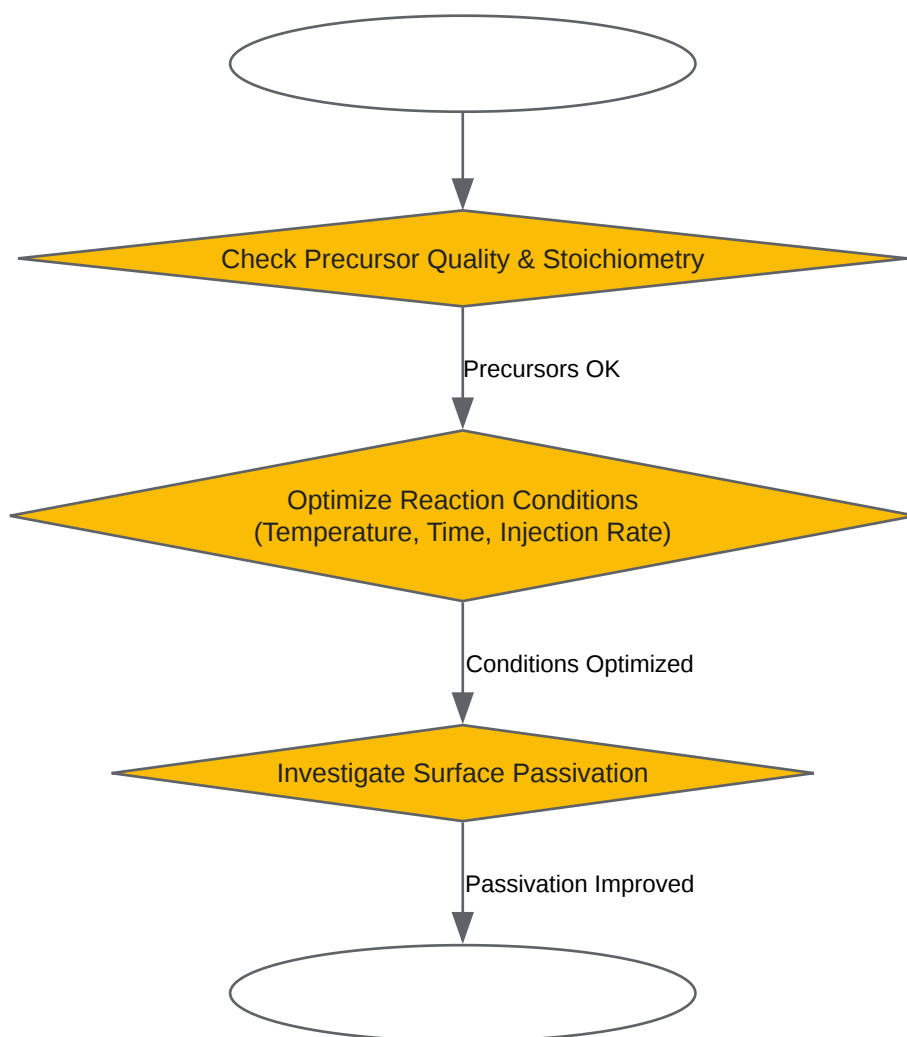 Check Precursor Quality & Stoichiometry
Precursors OK
Optimize Reaction Conditions
(Temperature, Time, Injection Rate)
Conditions Optimized
Investigate Surface Passivation
Passivation Improved